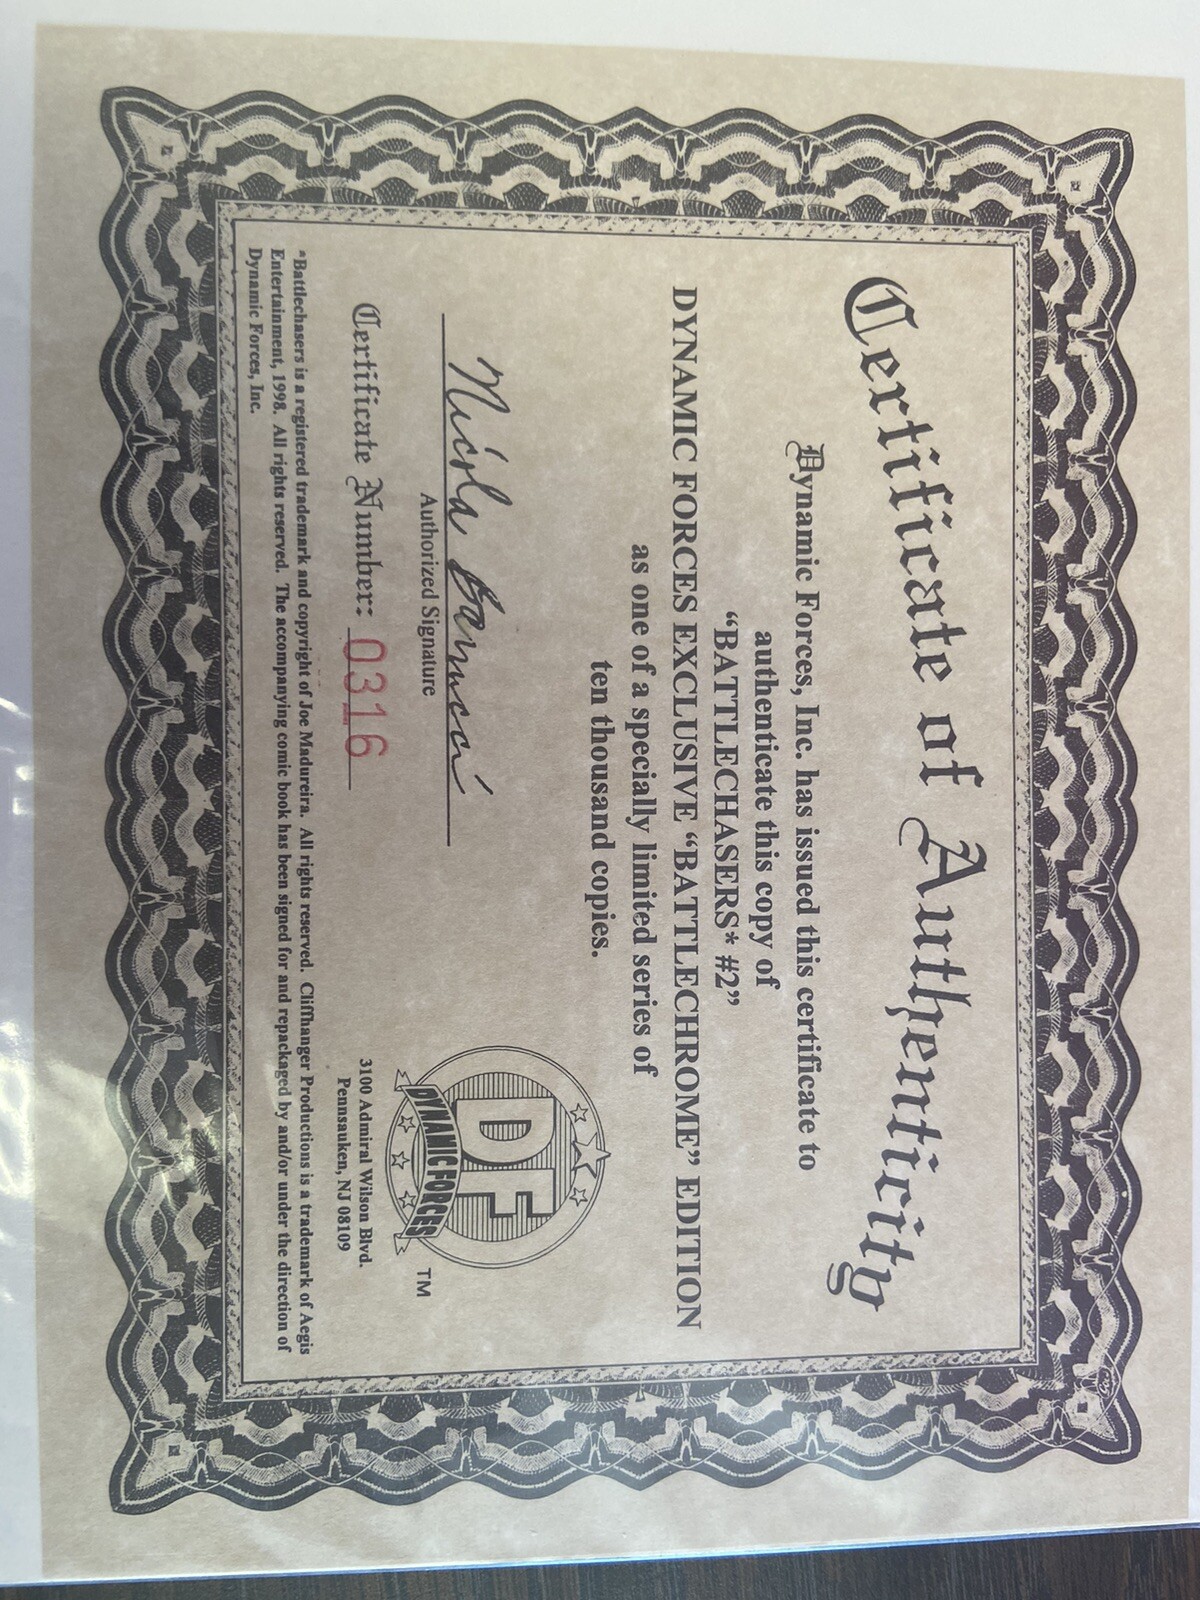 Certificate of Authenticity
Dynamic Forces, Inc. has issued this certificate to
authenticate this copy of
“BATTLECHASERS* #2”
DYNAMIC FORCES EXCLUSIVE “BATTLECHROME” EDITION
as one of a specially limited series of
ten thousand copies.
Authorized Signature
Certificate Number: 0316
DF
DYNAMIC FORCES
TM
3100 Admiral Wilson Blvd.
Pennsauken, NJ 08109
*Battlechasers is a registered trademark and copyright of Joe Madureira. All rights reserved. Cliffhanger Productions is a trademark of Aegis
Entertainment, 1998. All rights reserved. The accompanying comic book has been signed for and repackaged by and/or under the direction of
Dynamic Forces, Inc.